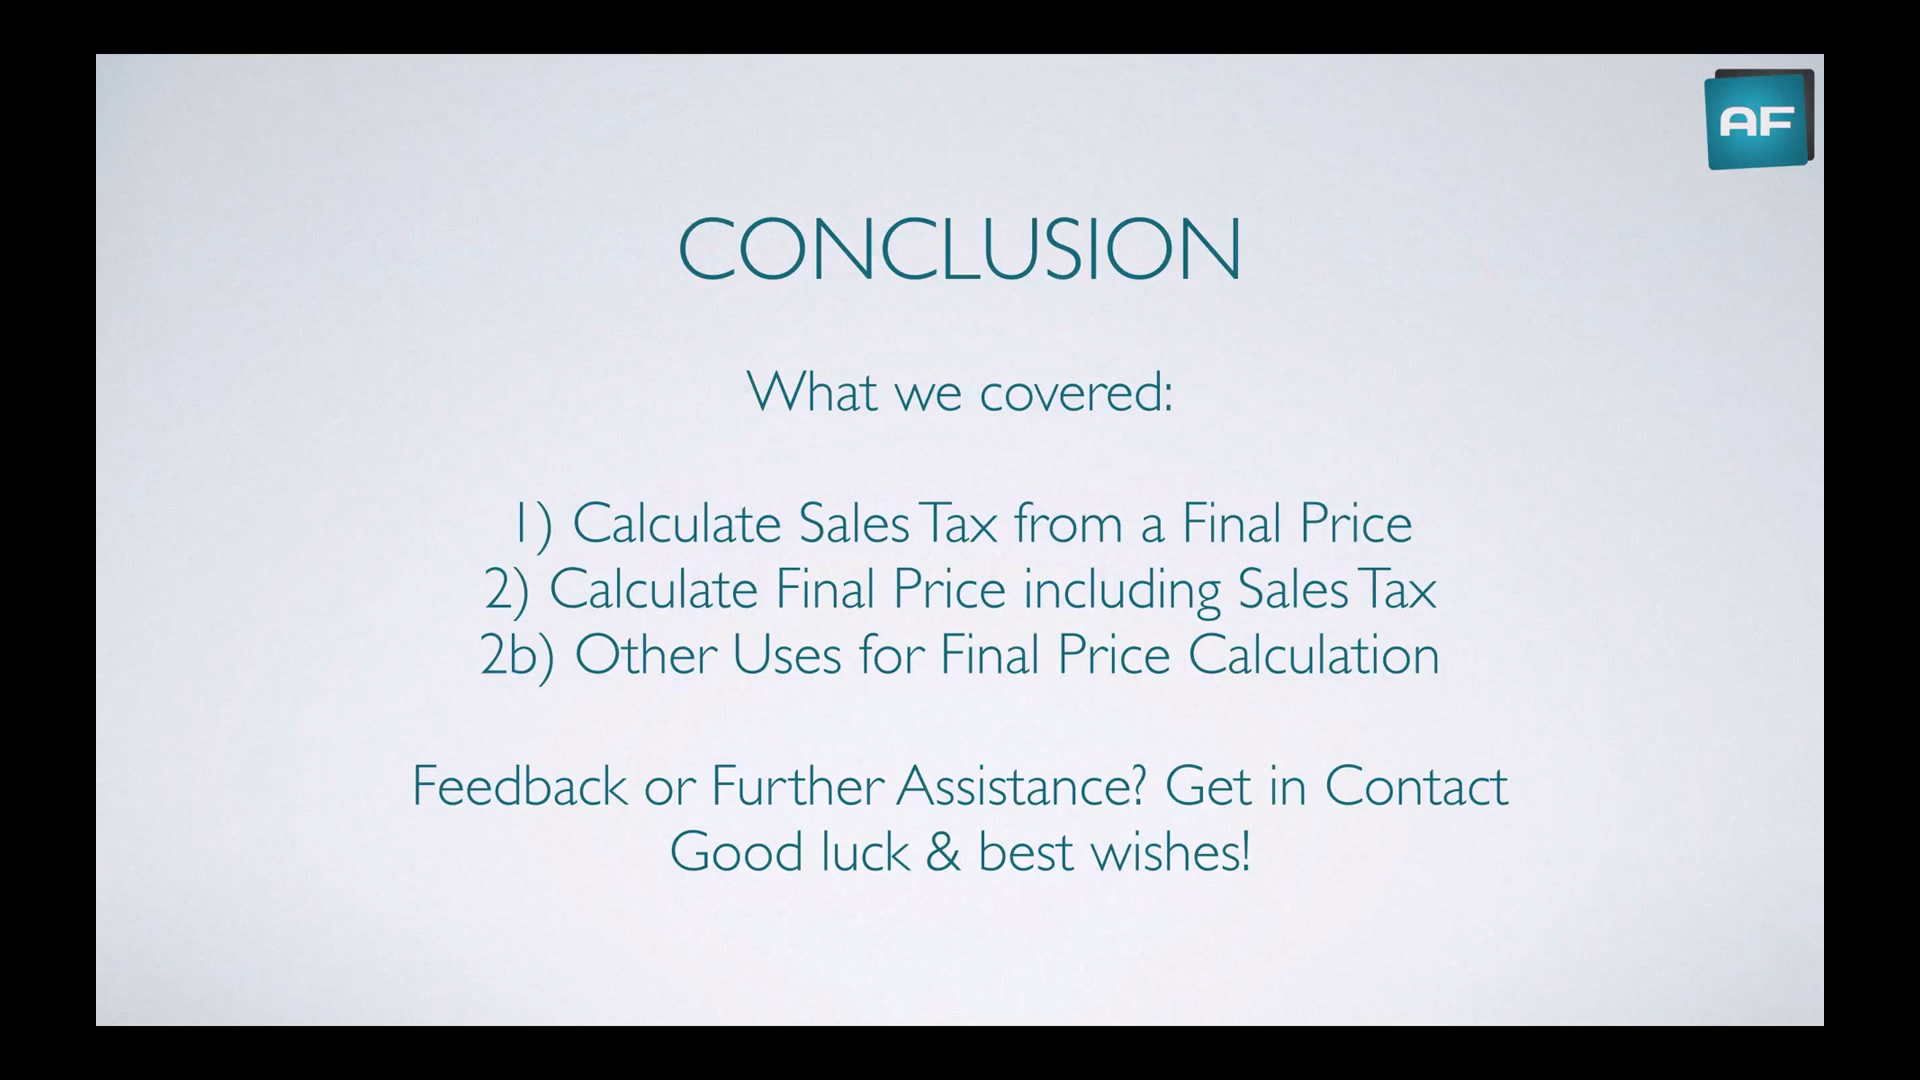 AF
CONCLUSION
What we covered:
1) Calculate Sales Tax from a Final Price
2) Calculate Final Price including Sales Tax
2b) Other Uses for Final Price Calculation
Feedback or Further Assistance? Get in Contact
Good luck & best wishes!